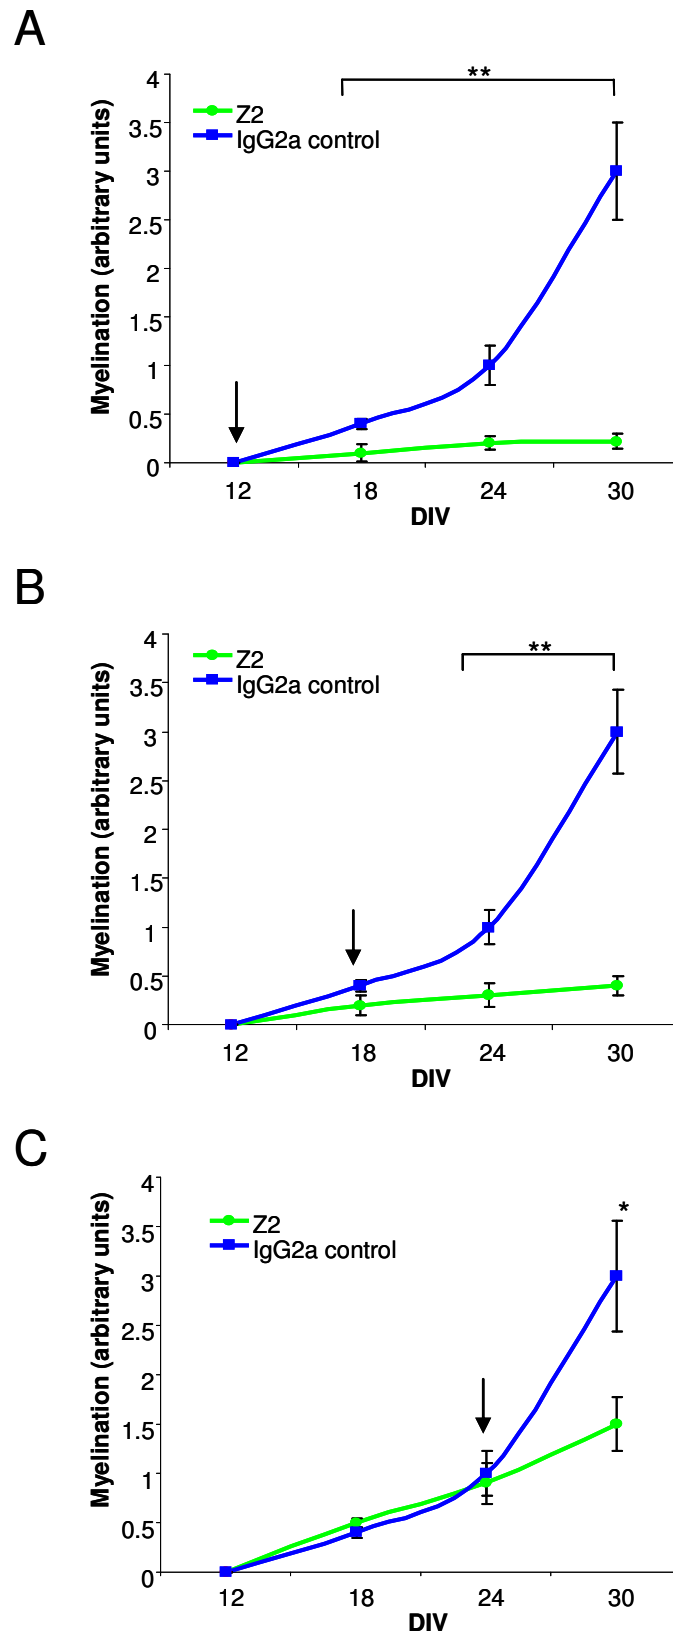 A
**
4
Z2
3.5
IgG2a control
3
2.5
2
1.5
1
0.5
0
Myelination (arbitrary units)
12 18 24 30
DIV
B
**
4
Z2
3.5
IgG2a control
3
2.5
2
1.5
1
0.5
0
Myelination (arbitrary units)
12 18 24 30
DIV
C
*
4
Z2
3.5
IgG2a control
3
2.5
2
1.5
1
0.5
0
Myelination (arbitrary units)
12 18 24 30
DIV